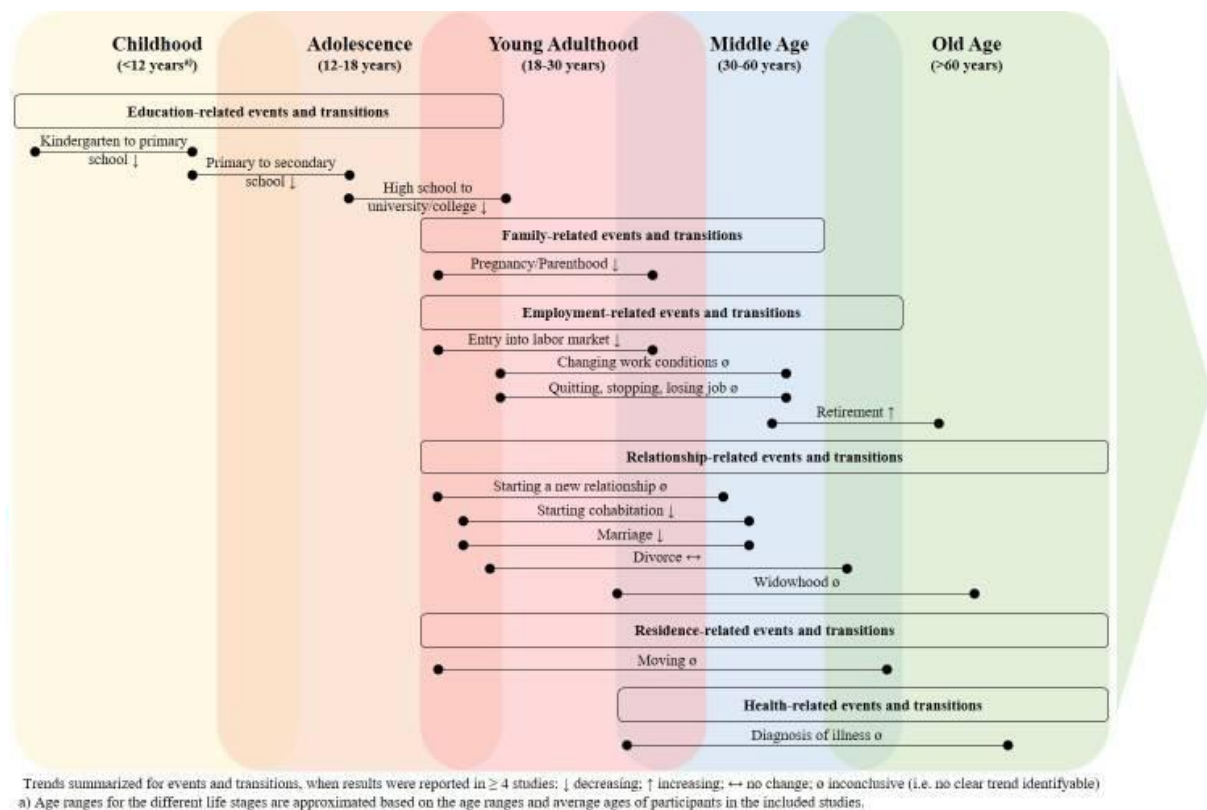 Childhood
(<12 years a))
Adolescence
(12-18 years)
Young Adulthood
(18-30 years)
Middle Age
(30-60 years)
Old Age
(>60 years)
Education-related events and transitions
Kindergarten to primary
school ↓
Primary to secondary
school ↓
High school to
university/college ↓
Family-related events and transitions
Pregnancy/Parenthood ↓
Employment-related events and transitions
Entry into labor market ↓
Changing work conditions ø
Quitting, stopping, losing job ø
Retirement ↑
Relationship-related events and transitions
Starting a new relationship ø
Starting cohabitation ↓
Marriage ↓
Divorce ↔
Widowhood ø
Residence-related events and transitions
Moving ø
Health-related events and transitions
Diagnosis of illness ø
Trends summarized for events and transitions, when results were reported in ≥ 4 studies: ↓ decreasing; ↑ increasing; ↔ no change; ø inconclusive (i.e. no clear trend identifyable)
a) Age ranges for the different life stages are approximated based on the age ranges and average ages of participants in the included studies.